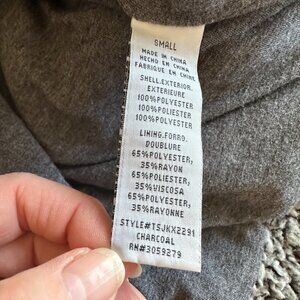 SMALL
MADE IN CHINA
HECHO EN CHINA
FABRIQUE EN CHINE
SHELL.EXTERIOR.
EXTERIEURE
100%POLYESTER
100%POLIESTER
100%POLYESTER
LINING.FORRO.
DOUBLURE
65%POLYESTER,
35%RAYON
65%POLIESTER,
35%VISCOSA
65%POLYESTER,
35%RAYONNE
STYLE#TSJKX2291
CHARCOAL
RN#3059279